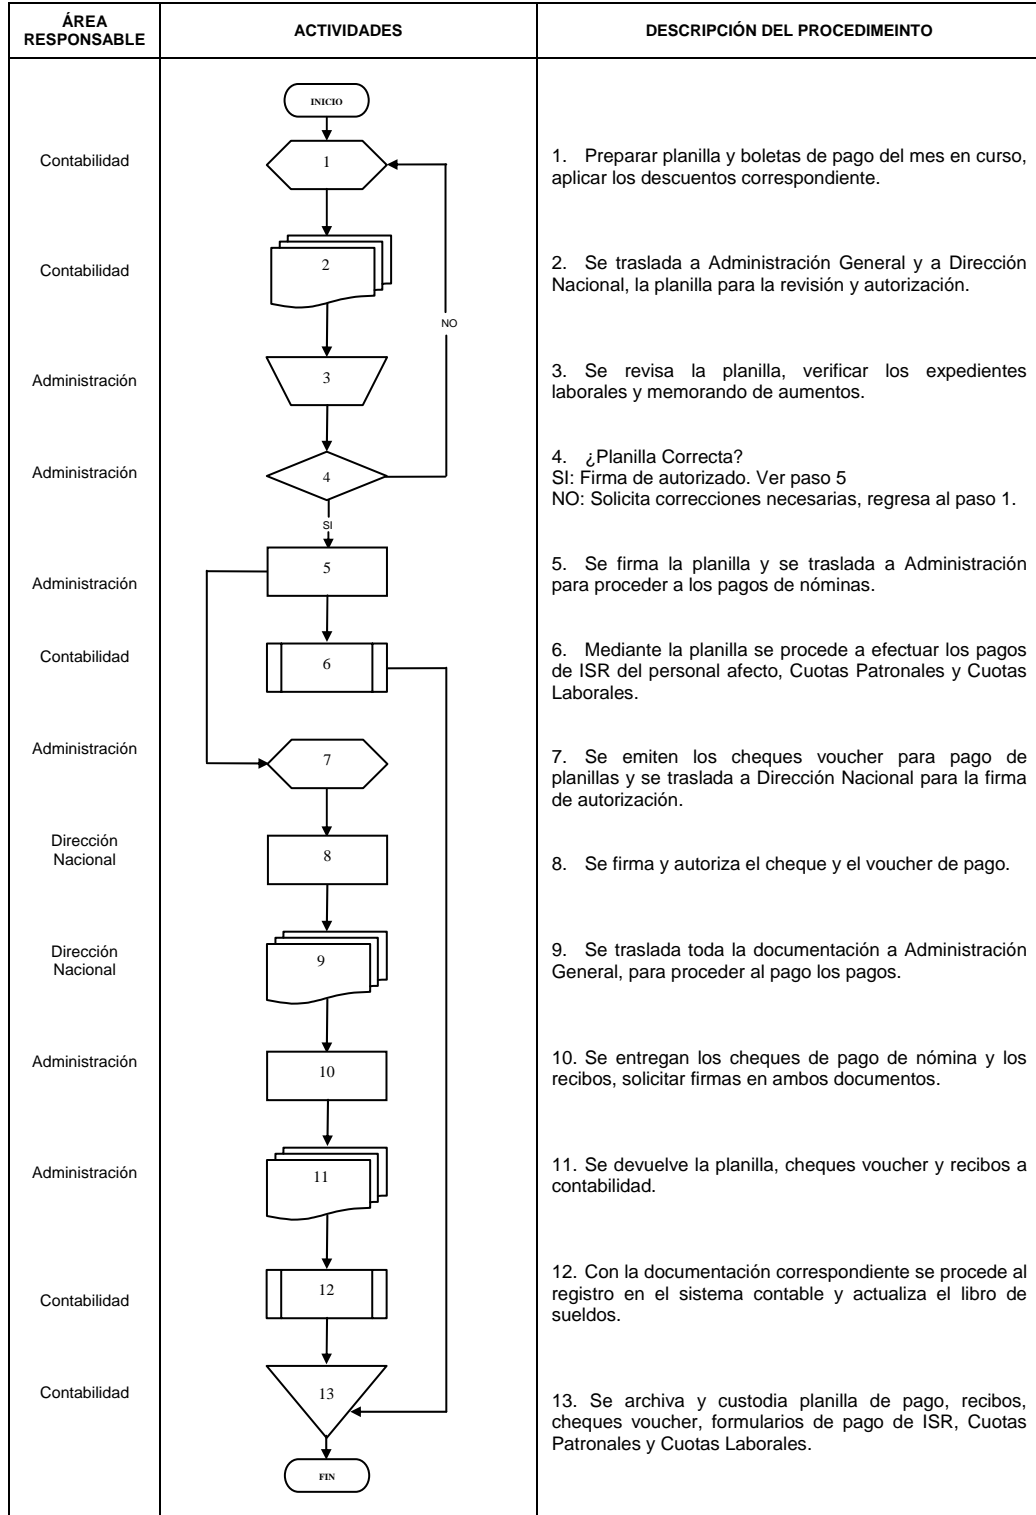 ÁREA
RESPONSABLE
ACTIVIDADES
DESCRIPCIÓN DEL PROCEDIMEINTO
INICIO
Contabilidad
1
1. Preparar planilla y boletas de pago del mes en curso,
aplicar los descuentos correspondiente.
Contabilidad
2
2. Se traslada a Administración General y a Dirección
Nacional, la planilla para la revisión y autorización.
NO
Administración
3
3. Se revisa la planilla, verificar los expedientes
laborales y memorando de aumentos.
Administración
4
4. ¿Planilla Correcta?
SI: Firma de autorizado. Ver paso 5
NO: Solicita correcciones necesarias, regresa al paso 1.
SI
Administración
5
5. Se firma la planilla y se traslada a Administración
para proceder a los pagos de nóminas.
Contabilidad
6
6. Mediante la planilla se procede a efectuar los pagos
de ISR del personal afecto, Cuotas Patronales y Cuotas
Laborales.
Administración
7
7. Se emiten los cheques voucher para pago de
planillas y se traslada a Dirección Nacional para la firma
de autorización.
Dirección
Nacional
8
8. Se firma y autoriza el cheque y el voucher de pago.
Dirección
Nacional
9
9. Se traslada toda la documentación a Administración
General, para proceder al pago los pagos.
Administración
10
10. Se entregan los cheques de pago de nómina y los
recibos, solicitar firmas en ambos documentos.
Administración
11
11. Se devuelve la planilla, cheques voucher y recibos a
contabilidad.
Contabilidad
12
12. Con la documentación correspondiente se procede al
registro en el sistema contable y actualiza el libro de
sueldos.
Contabilidad
13
13. Se archiva y custodia planilla de pago, recibos,
cheques voucher, formularios de pago de ISR, Cuotas
Patronales y Cuotas Laborales.
FIN